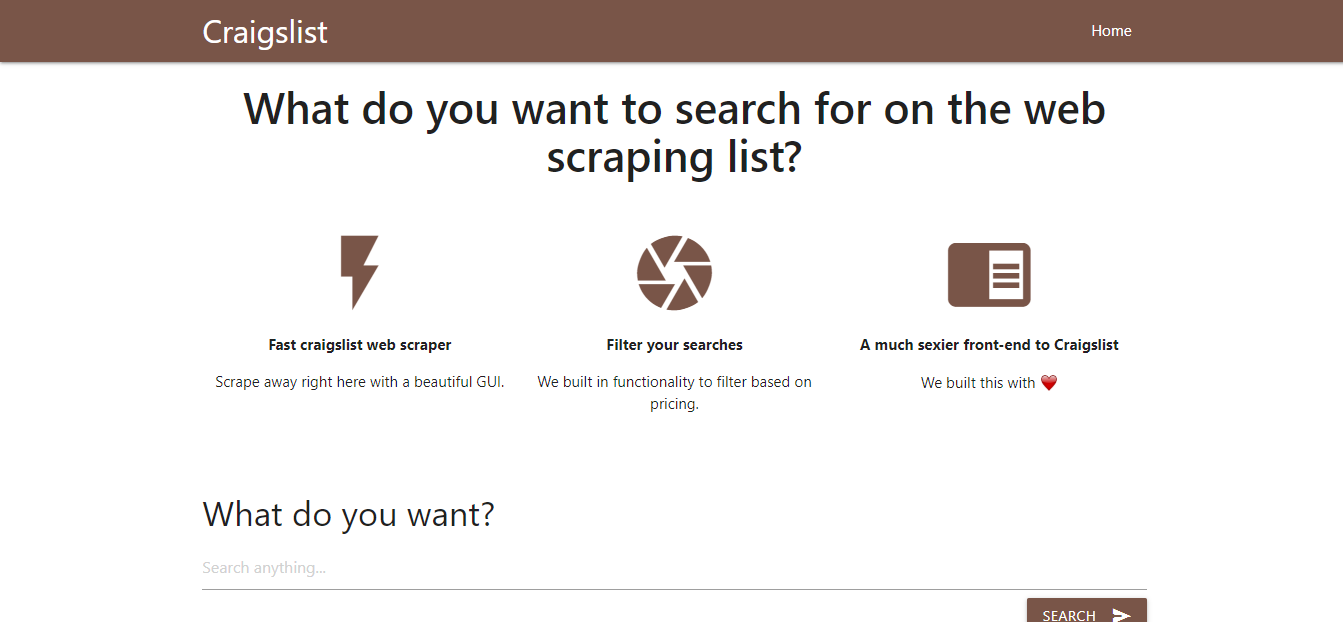 Craigslist
Home
What do you want to search for on the web
scraping list?
Fast craigslist web scraper
Scrape away right here with a beautiful GUI.
Filter your searches
We built in functionality to filter based on
pricing.
A much sexier front-end to Craigslist
We built this with ❤️
What do you want?
Search anything...
SEARCH